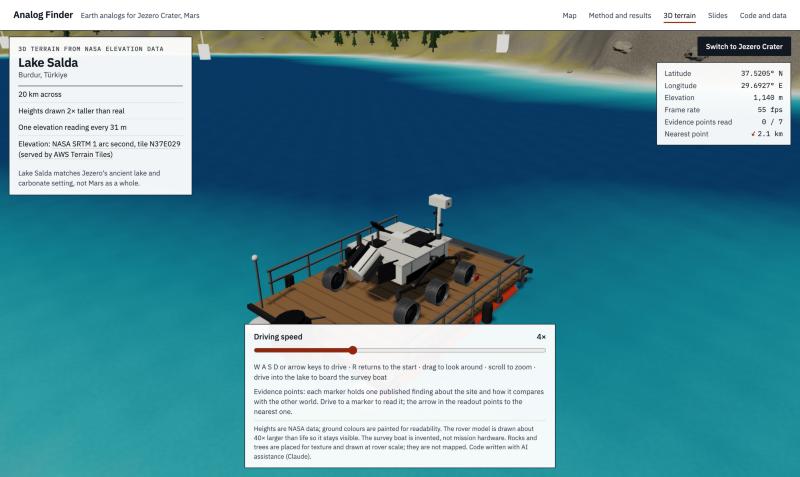 Analog Finder Earth analogs for Jezero Crater, Mars Map Method and results 3D terrain Slides Code and data
3D TERRAIN FROM NASA ELEVATION DATA
Lake Salda
Burdur, Türkiye
20 km across
Heights drawn 2× taller than real
One elevation reading every 31 m
Elevation: NASA SRTM 1 arc second, tile N37E029
(served by AWS Terrain Tiles)
Lake Salda matches Jezero's ancient lake and
carbonate setting, not Mars as a whole.
Switch to Jezero Crater
Latitude 37.5205° N
Longitude 29.6927° E
Elevation 1,140 m
Frame rate 55 fps
Evidence points read 0 / 7
Nearest point ↙ 2.1 km
Driving speed 4×
W A S D or arrow keys to drive · R returns to the start · drag to look around · scroll to zoom ·
drive into the lake to board the survey boat
Evidence points: each marker holds one published finding about the site and how it compares
with the other world. Drive to a marker to read it; the arrow in the readout points to the
nearest one.
Heights are NASA data; ground colours are painted for readability. The rover model is drawn about
40× larger than life so it stays visible. The survey boat is invented, not mission hardware. Rocks and
trees are placed for texture and drawn at rover scale; they are not mapped. Code written with AI
assistance (Claude).